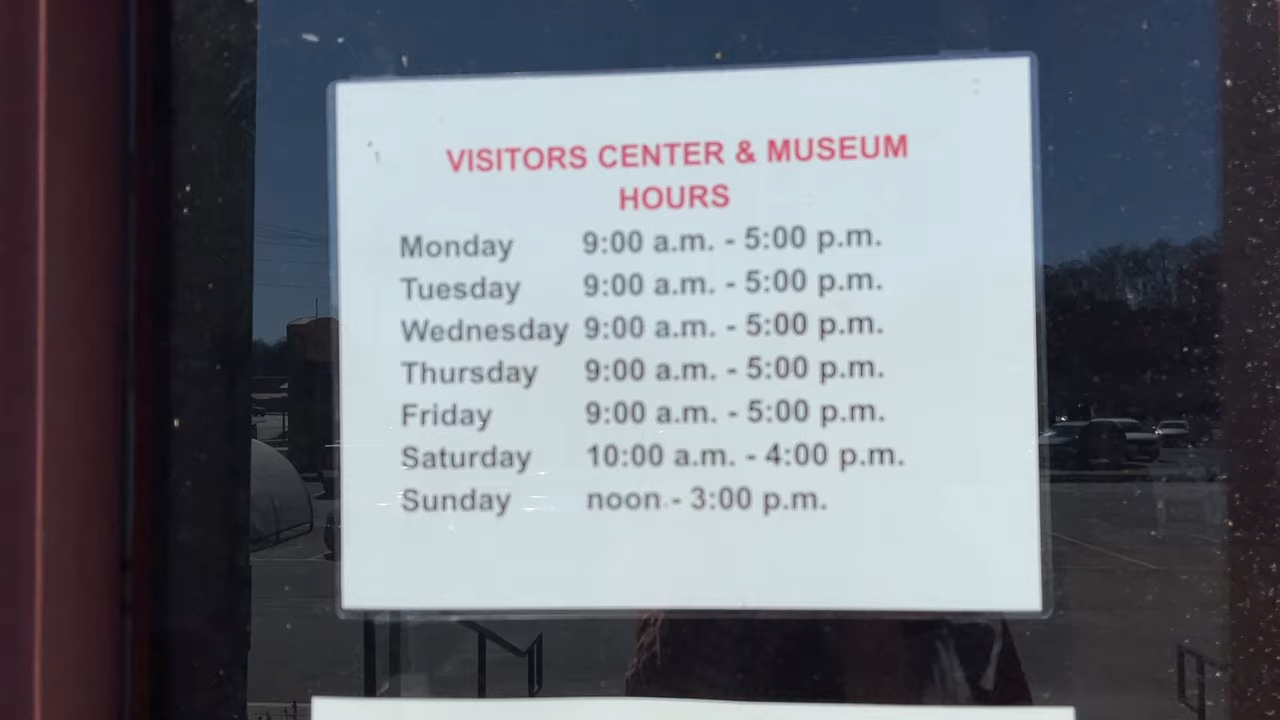 VISITORS CENTER & MUSEUM
HOURS
Monday 9:00 a.m. - 5:00 p.m.
Tuesday 9:00 a.m. - 5:00 p.m.
Wednesday 9:00 a.m. - 5:00 p.m.
Thursday 9:00 a.m. - 5:00 p.m.
Friday 9:00 a.m. - 5:00 p.m.
Saturday 10:00 a.m. - 4:00 p.m.
Sunday noon - 3:00 p.m.